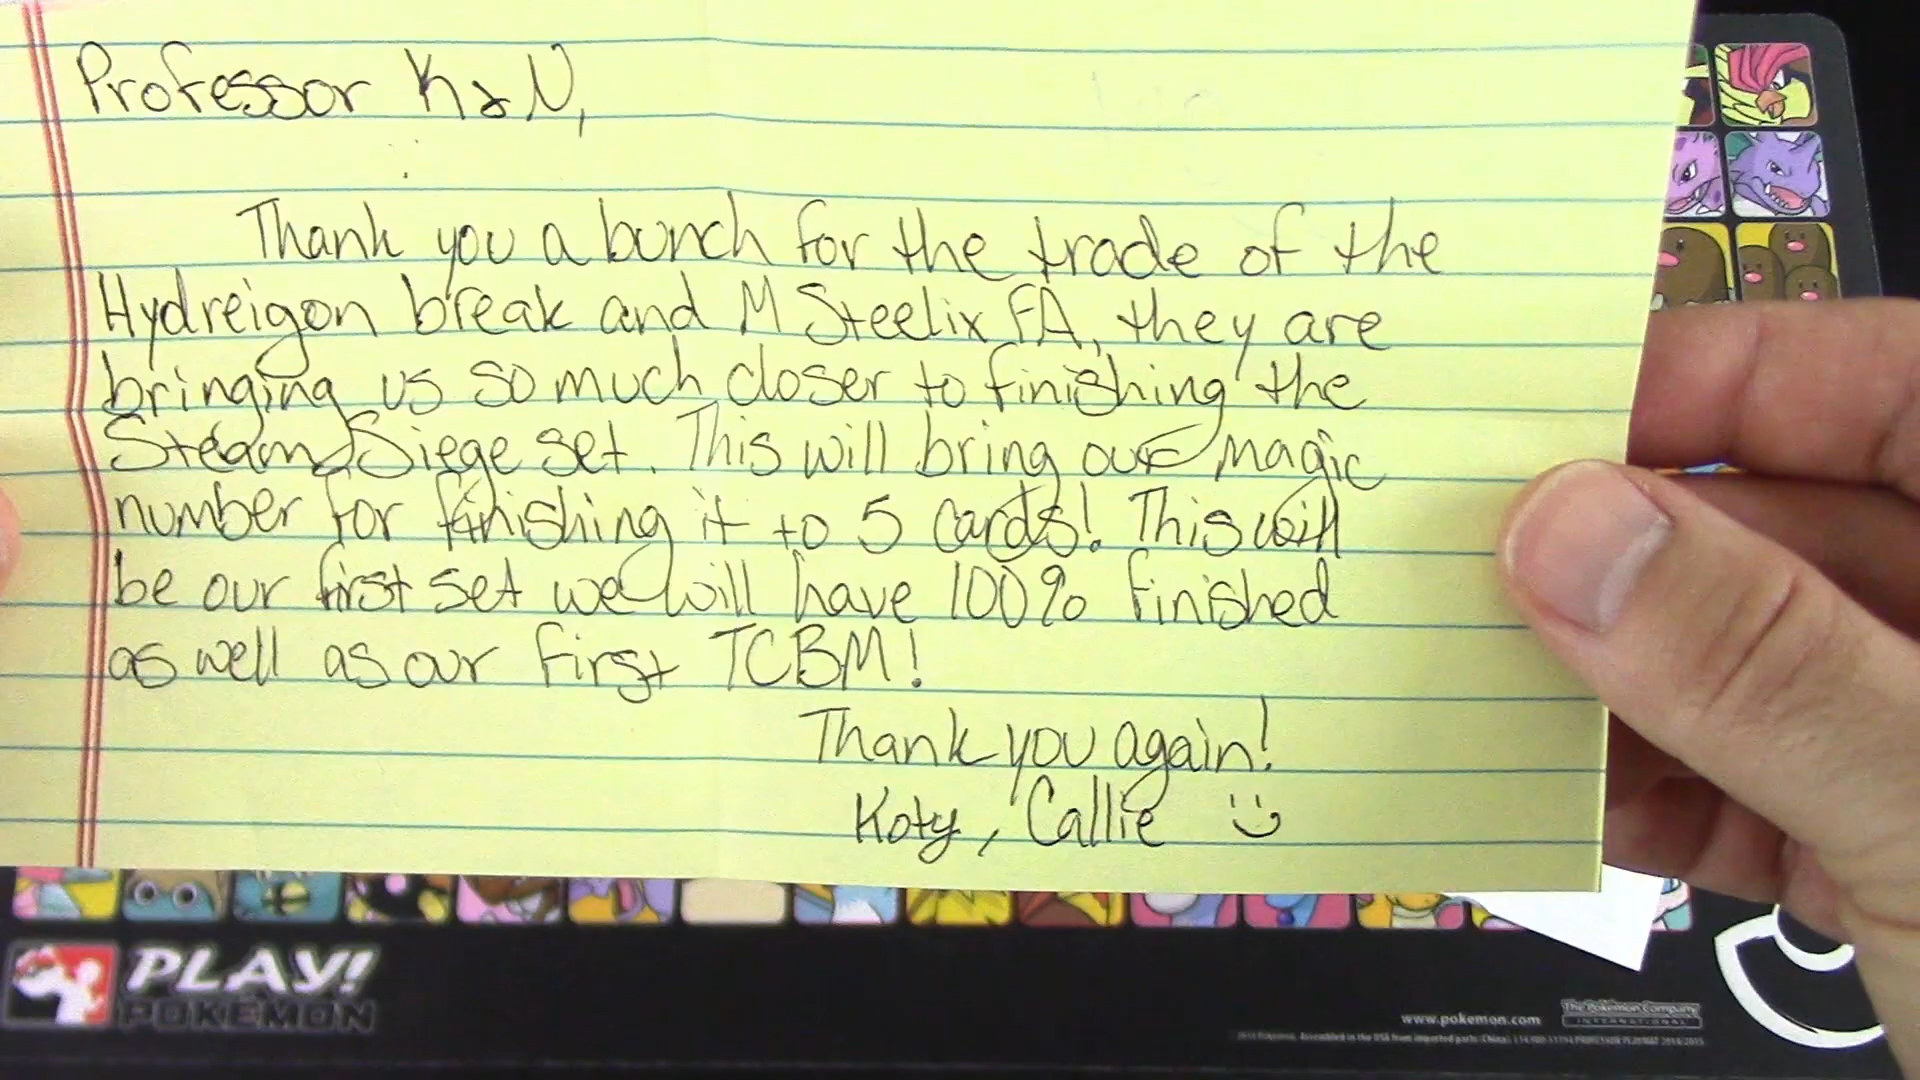 Professor K & N,
Thank you a bunch for the trade of the
Hydreigon break and M Steelix FA, they are
bringing us so much closer to finishing the
Steam Siege set. This will bring our magic
number for finishing it to 5 cards! This will
be our first set we will have 100% finished
as well as our first TCBM!
Thank you again!
Koty, Callie
PLAY!
POKÉMON
www.pokemon.com
The Pokémon Company
INTERNATIONAL